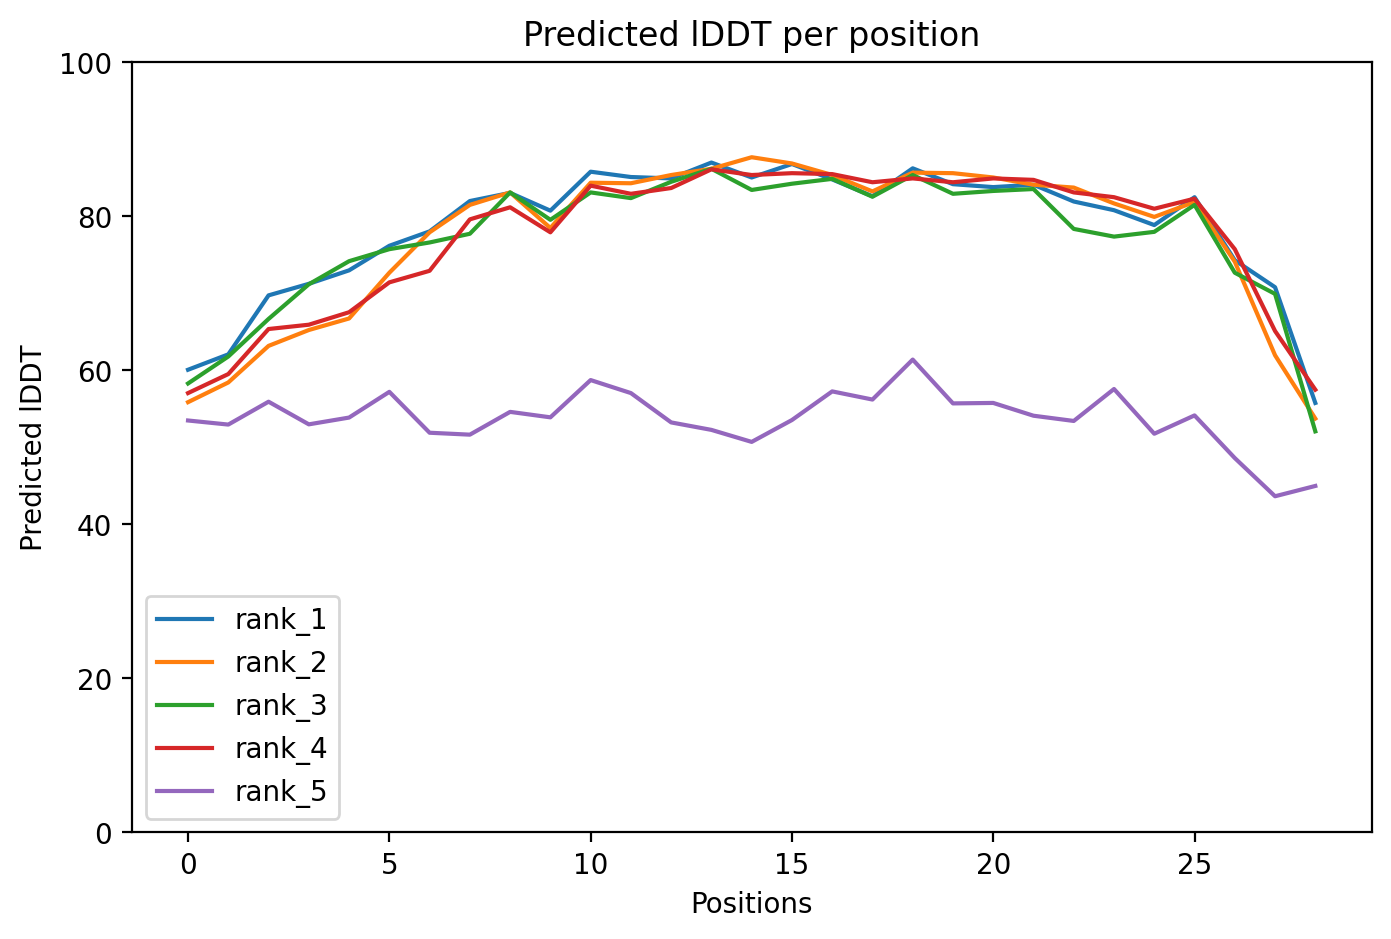 Predicted lDDT per position
100
80
60
40
20
0
Predicted lDDT
rank_1
rank_2
rank_3
rank_4
rank_5
0 5 10 15 20 25
Positions